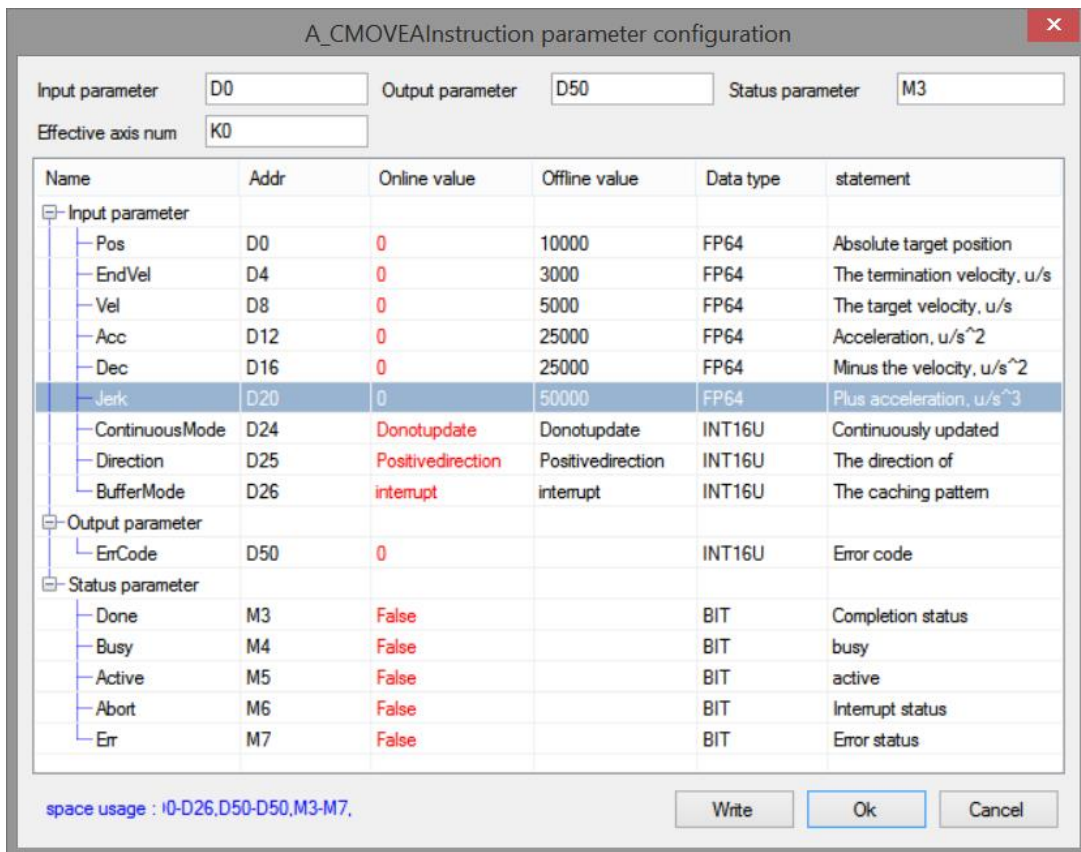 A_CMOVEAInstruction parameter configuration
Input parameter D0 Output parameter D50 Status parameter M3
Effective axis num K0
Name Addr Online value Offline value Data type statement
Input parameter
Pos D0 0 10000 FP64 Absolute target position
EndVel D4 0 3000 FP64 The termination velocity, u/s
Vel D8 0 5000 FP64 The target velocity, u/s
Acc D12 0 25000 FP64 Acceleration, u/s^2
Dec D16 0 25000 FP64 Minus the velocity, u/s^2
Jerk D20 0 50000 FP64 Plus acceleration, u/s^3
ContinuousMode D24 Donotupdate Donotupdate INT16U Continuously updated
Direction D25 Positivedirection Positivedirection INT16U The direction of
BufferMode D26 interrupt interrupt INT16U The caching pattern
Output parameter
ErrCode D50 0 INT16U Error code
Status parameter
Done M3 False BIT Completion status
Busy M4 False BIT busy
Active M5 False BIT active
Abort M6 False BIT Interrupt status
Err M7 False BIT Error status
space usage : 0-D26,D50-D50,M3-M7, Write Ok Cancel